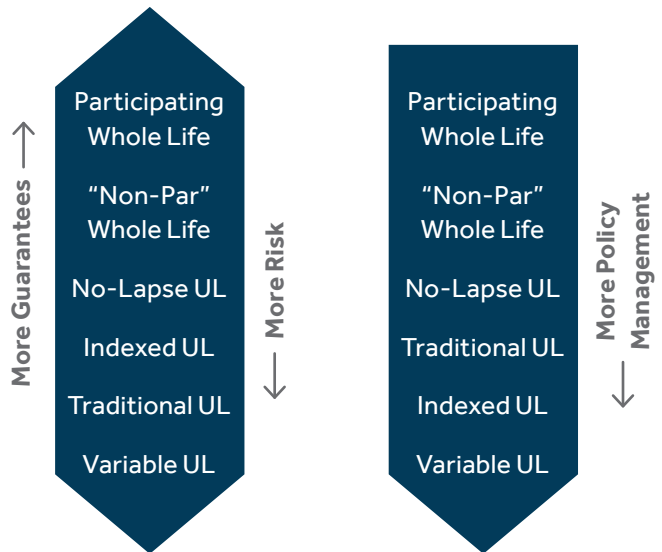 More Guarantees
Participating
Whole Life
“Non-Par”
Whole Life
No-Lapse UL
Indexed UL
Traditional UL
Variable UL
More Risk
Participating
Whole Life
“Non-Par”
Whole Life
No-Lapse UL
Traditional UL
Indexed UL
Variable UL
More Policy
Management